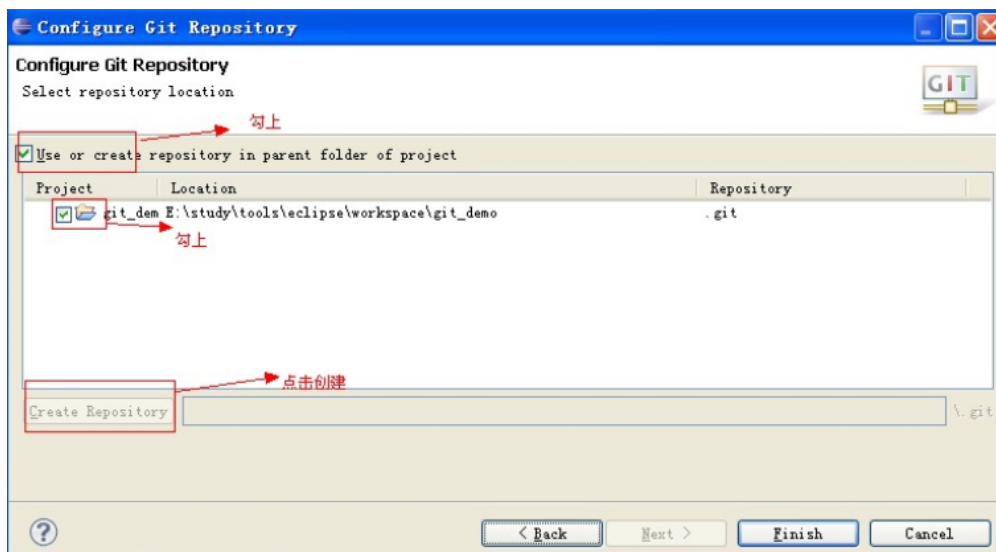 Configure Git Repository
Configure Git Repository
Select repository location
GIT
勾上
Use or create repository in parent folder of project
Project Location Repository
git_dem E:\study\tools\eclipse\workspace\git_demo .git
勾上
点击创建
Create Repository \.git
? < Back Next > Finish Cancel